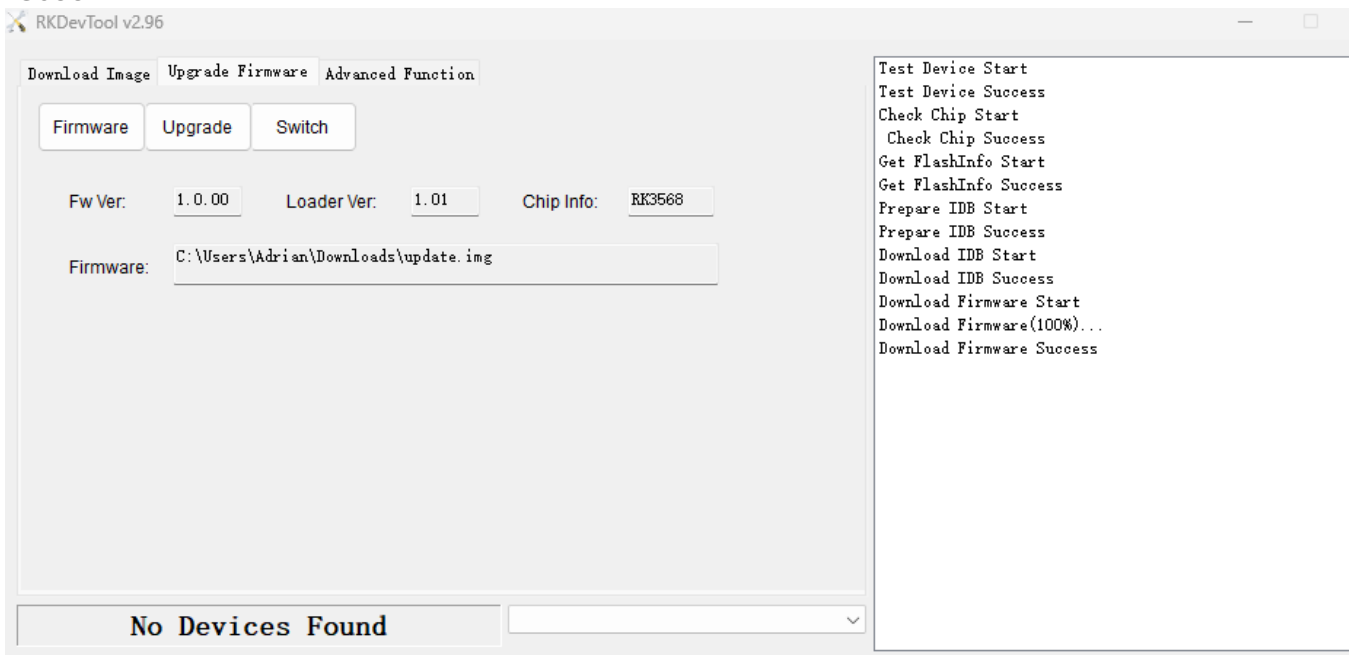 RKDevTool v2.96
Download Image Upgrade Firmware Advanced Function
Firmware Upgrade Switch
Fw Ver: 1.0.00 Loader Ver: 1.01 Chip Info: RK3568
Firmware: C:\Users\Adrian\Downloads\update.img
No Devices Found
Test Device Start
Test Device Success
Check Chip Start
Check Chip Success
Get FlashInfo Start
Get FlashInfo Success
Prepare IDB Start
Prepare IDB Success
Download IDB Start
Download IDB Success
Download Firmware Start
Download Firmware(100%)...
Download Firmware Success